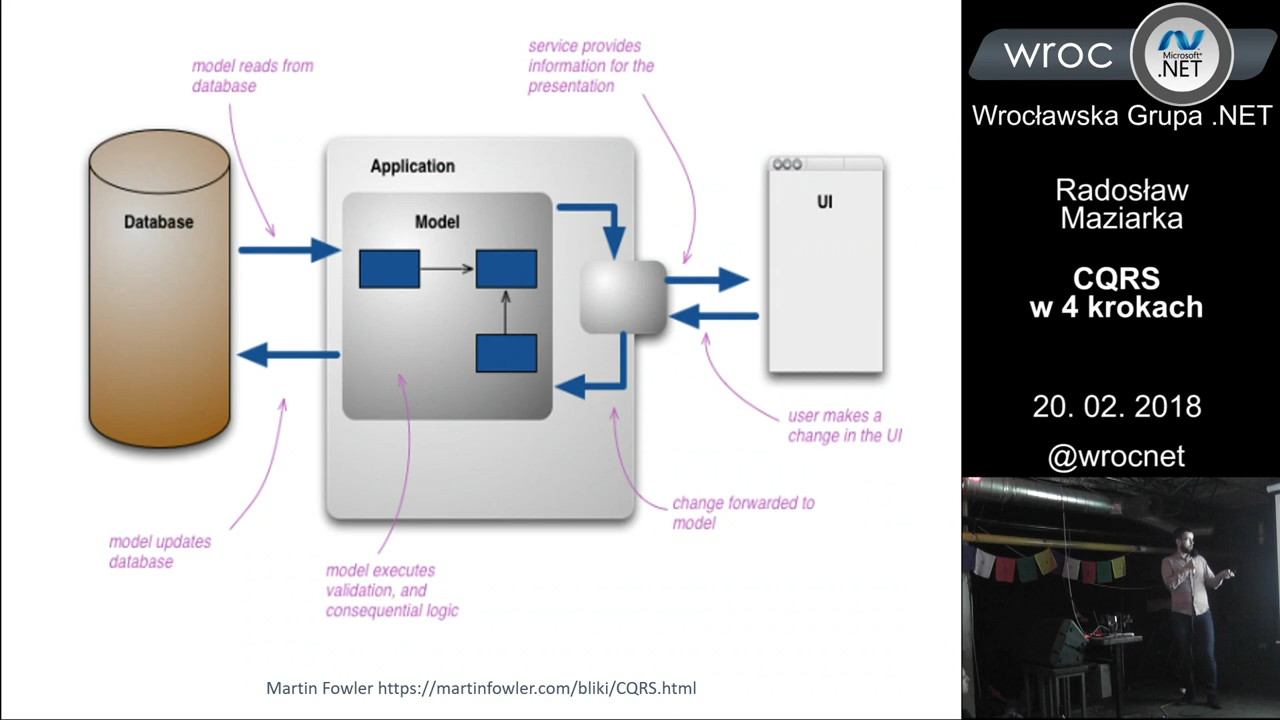 model reads from
database
service provides
information for the
presentation
Application
Database
Model
UI
user makes a
change in the UI
change forwarded to
model
model updates
database
model executes
validation, and
consequential logic
Martin Fowler https://martinfowler.com/bliki/CQRS.html
wroc
Microsoft
.NET
Wrocławska Grupa .NET
Radosław
Maziarka
CQRS
w 4 krokach
20. 02. 2018
@wrocnet